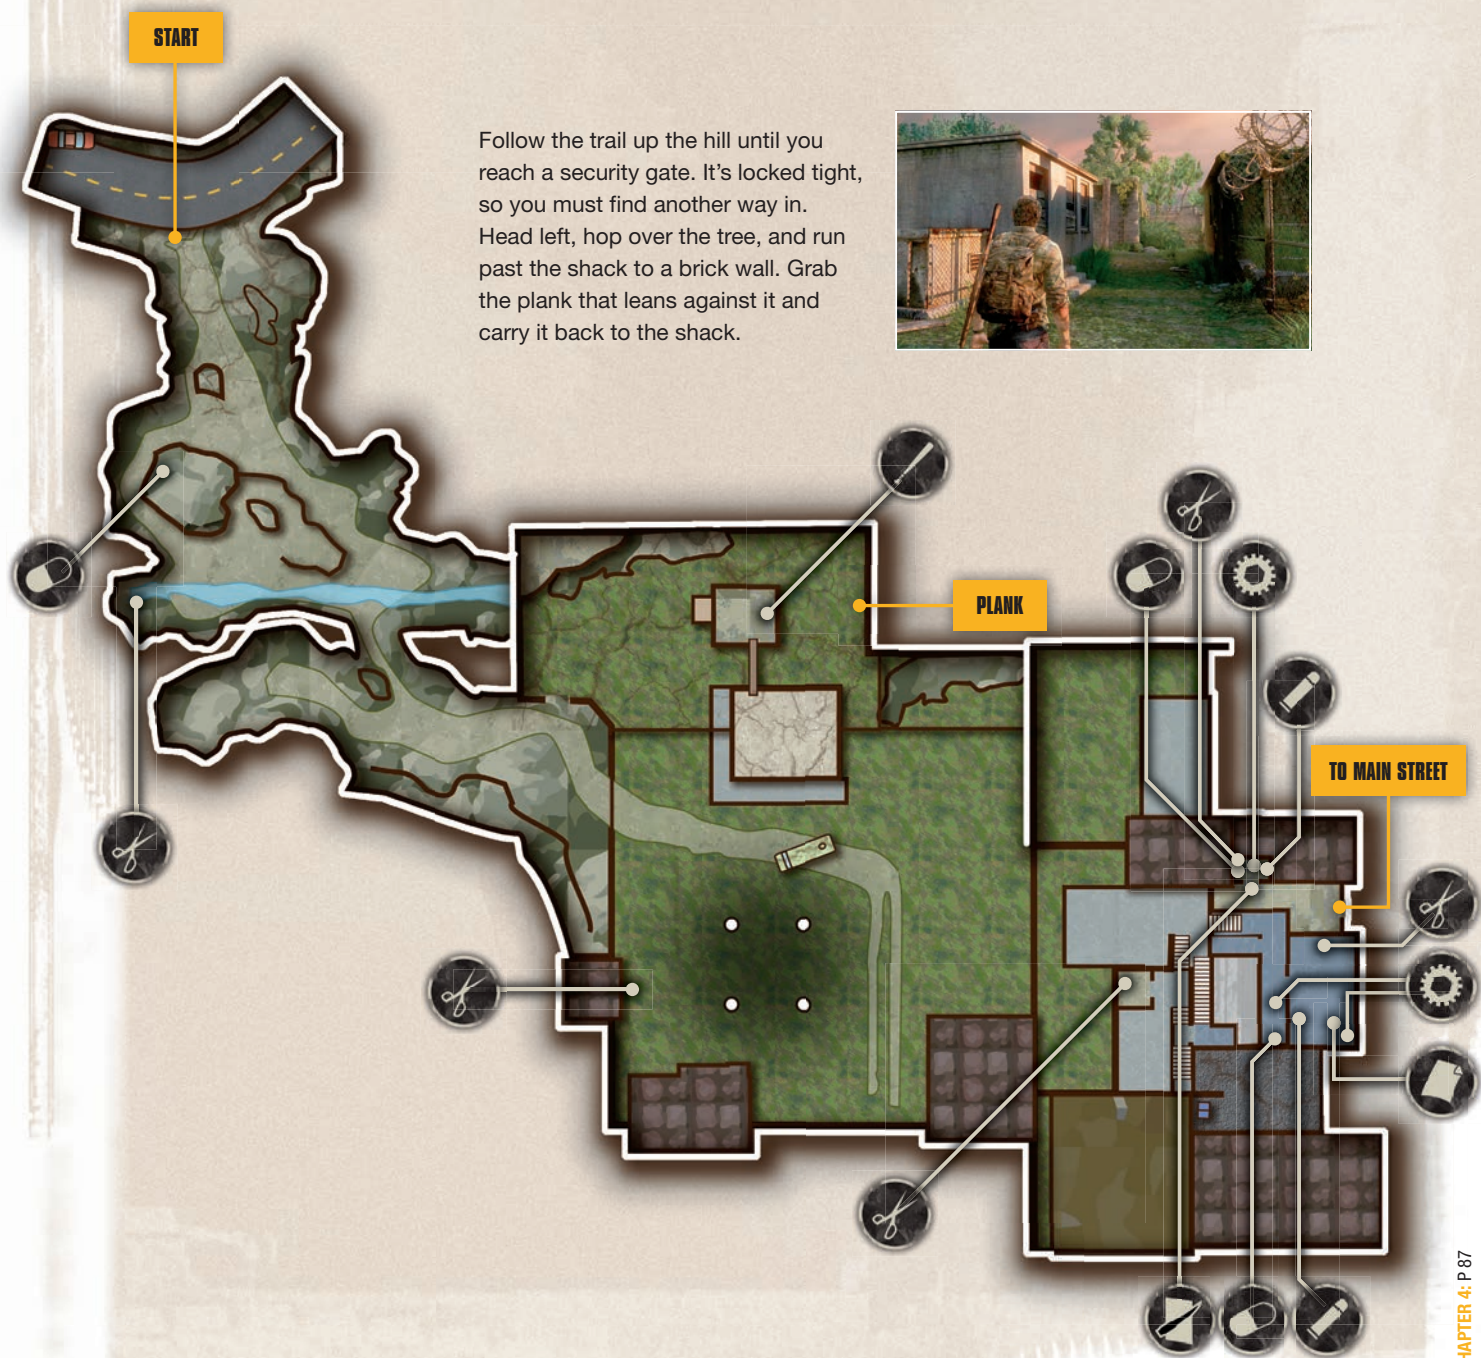 START
Follow the trail up the hill until you
reach a security gate. It’s locked tight,
so you must find another way in.
Head left, hop over the tree, and run
past the shack to a brick wall. Grab
the plank that leans against it and
carry it back to the shack.
PLANK
TO MAIN STREET
HAPTER 4: P 87